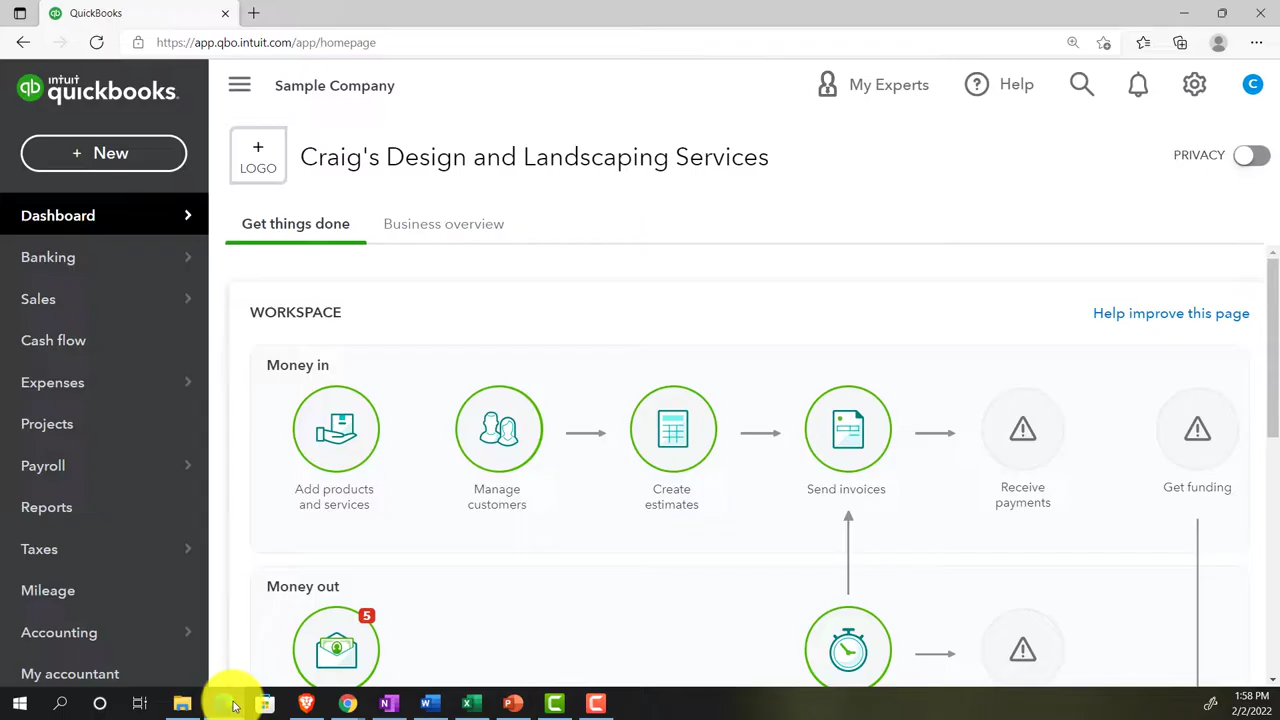 QuickBooks
https://app.qbo.intuit.com/app/homepage
intuit
quickbooks.
qb
Sample Company
My Experts
Help
C
+ New
+
LOGO
Craig's Design and Landscaping Services
PRIVACY
Dashboard
Get things done
Business overview
Banking
Sales
Cash flow
Expenses
Projects
Payroll
Reports
Taxes
Mileage
Accounting
My accountant
WORKSPACE
Help improve this page
Money in
Add products
and services
Manage
customers
Create
estimates
Send invoices
Receive
payments
Get funding
Money out
5
1:58 PM
2/2/2022